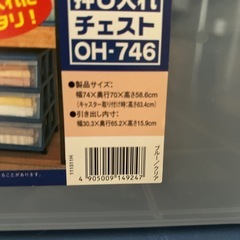 押し入れ
チェスト
OH-746
●製品サイズ:
幅74×奥行70×高さ58.6cm
(キャスター取り付け時:高さ63.4cm)
●引き出し内寸:
幅30.3×奥行65.2×高さ15.9cm
ブルー/クリア
4905009149247